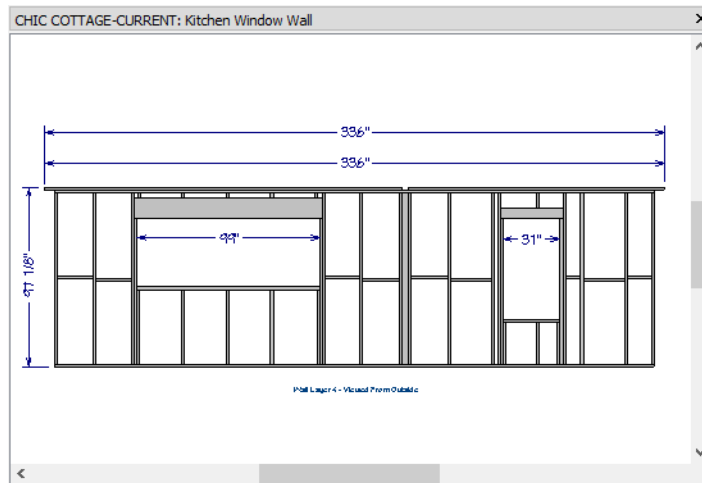 CHIC COTTAGE-CURRENT: Kitchen Window Wall
336"
336"
99"
31"
97 1/8"
Wall Layer 4 - Viewed From Outside